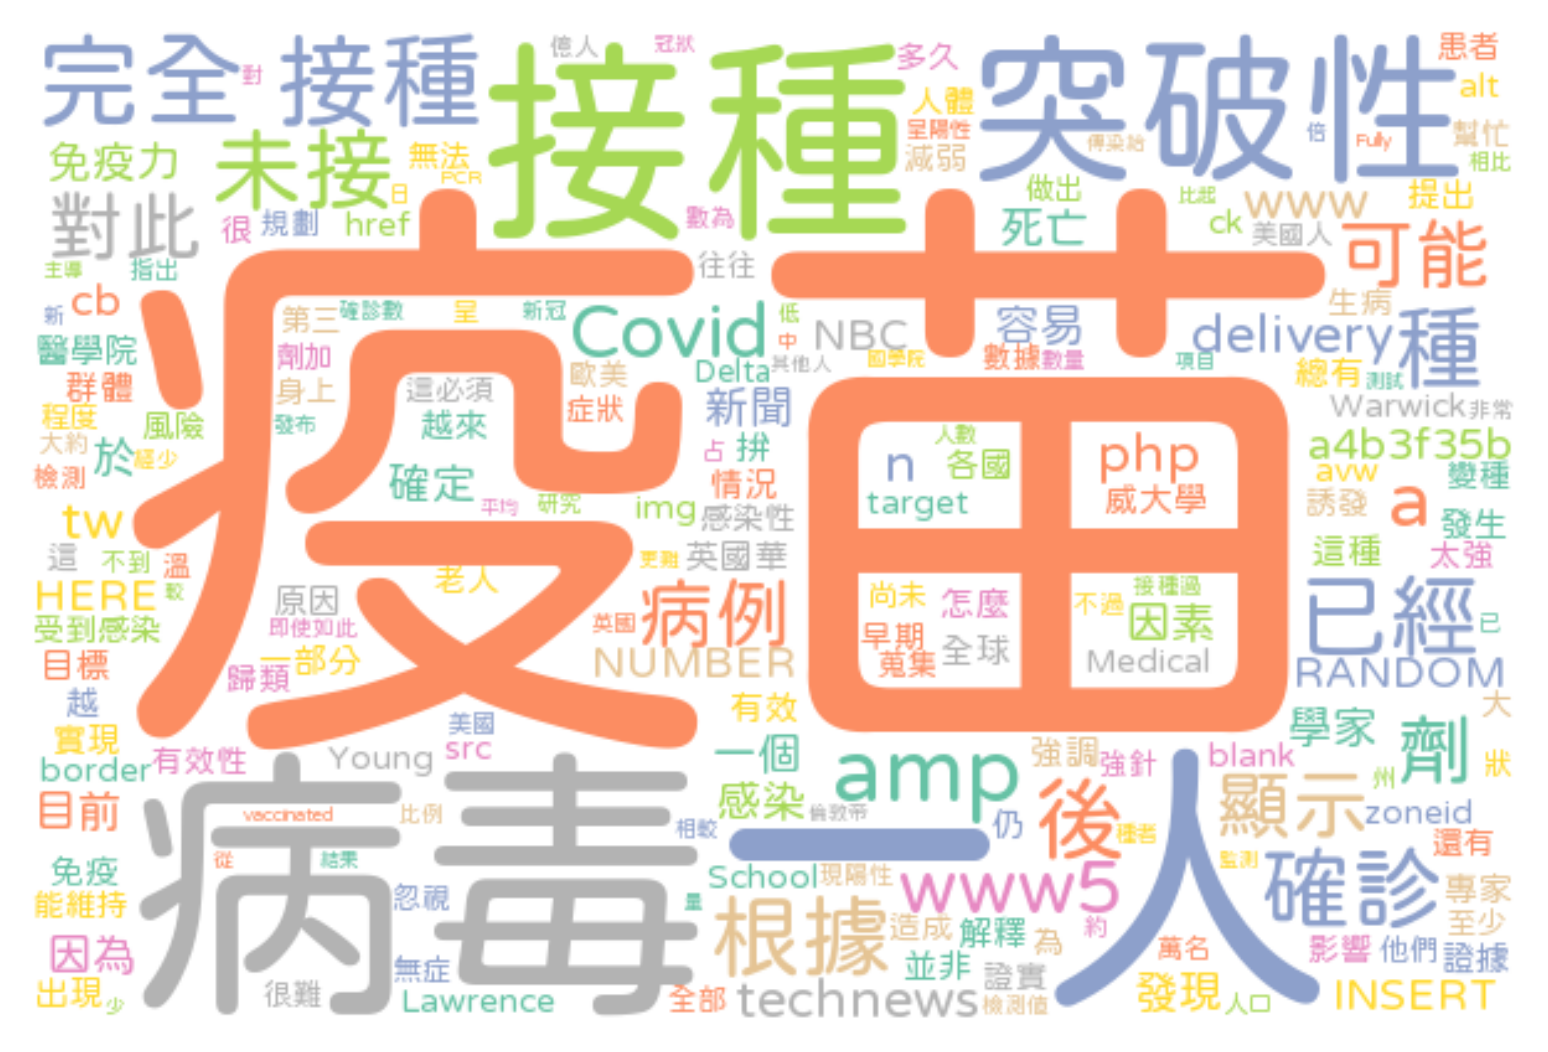 完全 對 接種 接種 億人 冠狀 多久 突破性 患者
人體 alt
免疫力 未接 無法 PCR 呈陽性 減弱 傳染給 倍 Fully 幫忙 相比
對此 很 規劃 href 日 數為 做出 死亡 比起 ck www 美國人 提出 可能
主導 指出 往往 生病
新 cb 第三 確診數 呈 新冠 Covid 低 中 NBC 容易 delivery 種
醫學院 劑加 Delta 其他人 國學院 數據 數量 項目 總有 測試
群體 身上 這必須 歐美 新聞 Warwick 非常
程度 風險 發布 越來 症狀 占 拚 人數 a4b3f35b
大約 於 經少 疫苗 情況 n 各國 php avw 變種
檢測 確定 平均 研究 img 感染性 target 威大學 誘發 a 發生
tw 這 不到 溫 更難 英國華 這種 太強
HERE 較 原因 老人 病例 尚未 怎麼 不過 接種過 已經 已
受到感染 即使如此 英國 早期 因素
目標 歸類 一部分 NUMBER 蒐集 全球 Medical RANDOM
越 美國 有效 大
實現 有效性 Young src 一個 強調 強針 blank 學家 劑 狀
border amp 州
目前 vaccinated 比例 相較 感染 倫敦帝 一 仍 後 種者 人 顯示 zoneid
免疫 從 結果 病毒 School 現陽性 www5 監測 確診 還有
能維持 忽視 量 根據 造成 解釋 為 約 專家 至少
因為 無症 並非 證實 萬名 影響 他們 證據
出現 少 很難 Lawrence 全部 technews 檢測值 發現 人口 INSERT